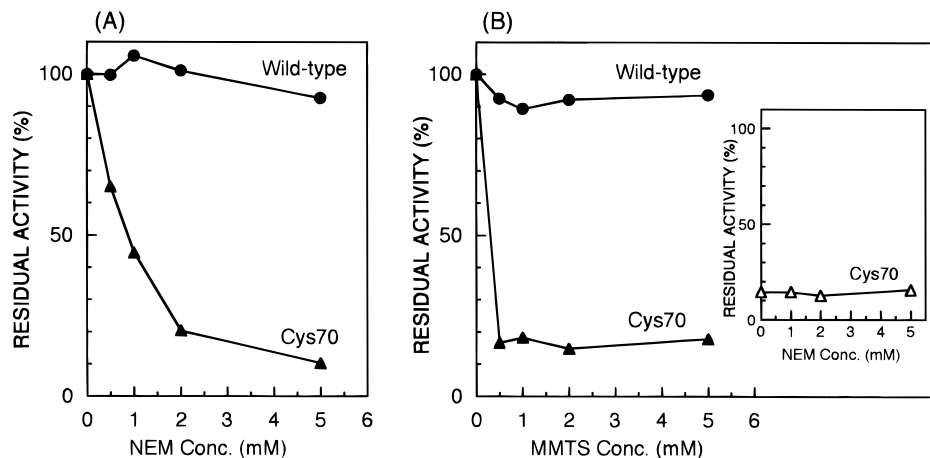 (A)
RESIDUAL ACTIVITY (%)
100
50
0
Wild-type
Cys70
0 1 2 3 4 5 6
NEM Conc. (mM)
(B)
RESIDUAL ACTIVITY (%)
100
50
0
Wild-type
Cys70
0 1 2 3 4 5 6
MMTS Conc. (mM)
RESIDUAL ACTIVITY (%)
100
50
0
Cys70
0 1 2 3 4 5
NEM Conc. (mM)